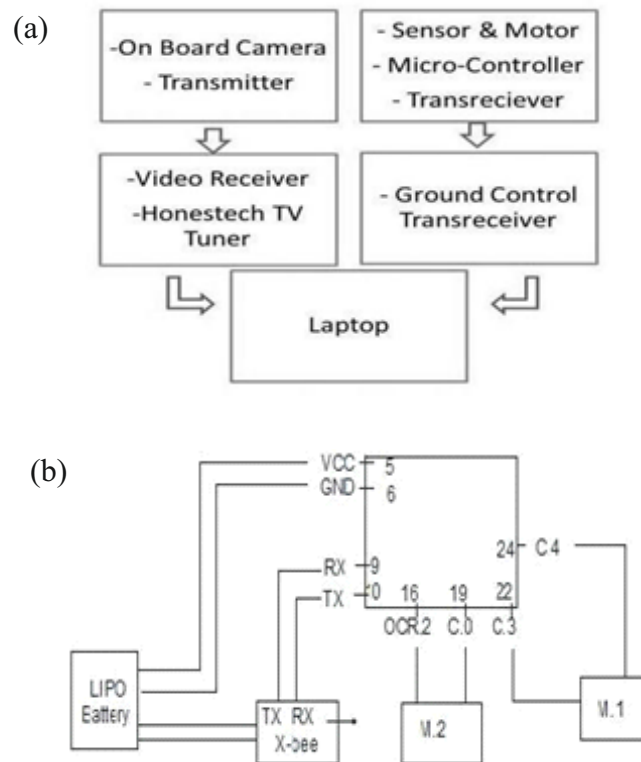 (a)
-On Board Camera
- Transmitter
- Sensor & Motor
- Micro-Controller
- Transreciever
-Video Receiver
-Honestech TV
Tuner
- Ground Control
Transreceiver
Laptop
(b)
VCC 5
GND 6
RX 9
TX 10
16 19 22
24 C4
OCR.2 C.0 C.3
LIPO
Eattery
TX RX
X-bee
M.2
M.1